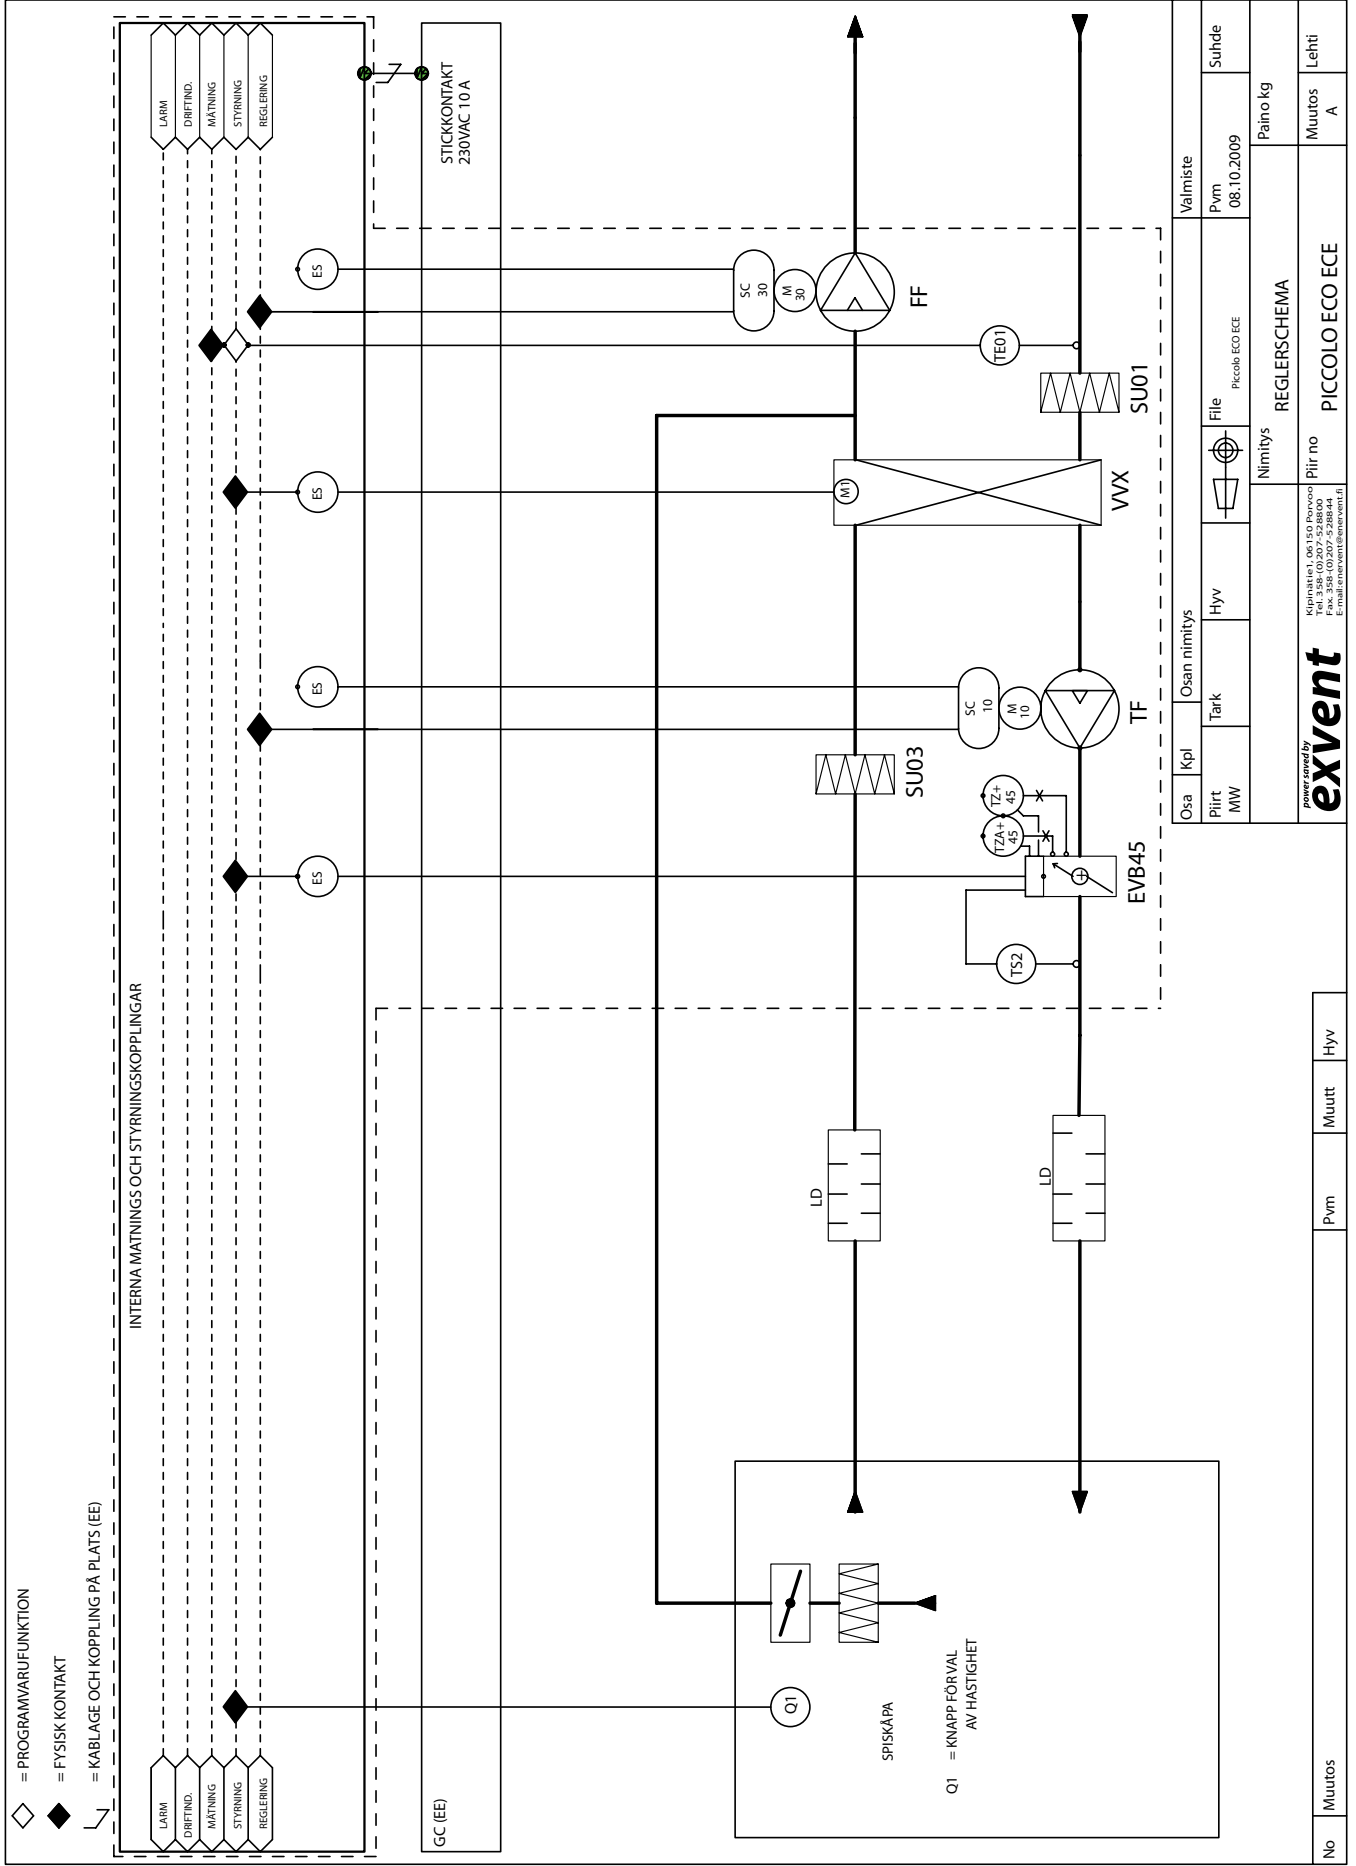 = PROGRAMVARUFUNKTION
= FYSISK KONTAKT
= KABLAGE OCH KOPPLING PÅ PLATS (EE)
INTERNA MATNINGS OCH STYRNINGSKOPPLINGAR
LARM
DRIFTIND.
MÄTNING
STYRNING
REGLERING
LARM
DRIFTIND.
MÄTNING
STYRNING
REGLERING
ES
ES
ES
ES
GC (EE)
STICKKONTAKT
230VAC 10 A
SC
30
M
30
FF
M1
VVX
TE01
SU01
SU03
SC
10
M
10
TF
TZA+
45
TZ+
45
EVB45
TS2
LD
LD
Q1
SPISKÅPA
Q1 = KNAPP FÖR VAL
AV HASTIGHET
No
Muutos
Pvm
Muutt
Hyv
Osa
Kpl
Osan nimitys
Valmiste
Piirt
MW
Tark
Hyv
File
Piccolo ECO ECE
Pvm
08.10.2009
Suhde
Nimitys
REGLERSCHEMA
Paino kg
power saved by
exvent
Kipinätie1, 06150 Porvoo
Tel. 358-(0)207-528800
Fax. 358-(0)207-528844
E-mail:enervent@enervent.fi
Piir no
PICCOLO ECO ECE
Muutos
A
Lehti